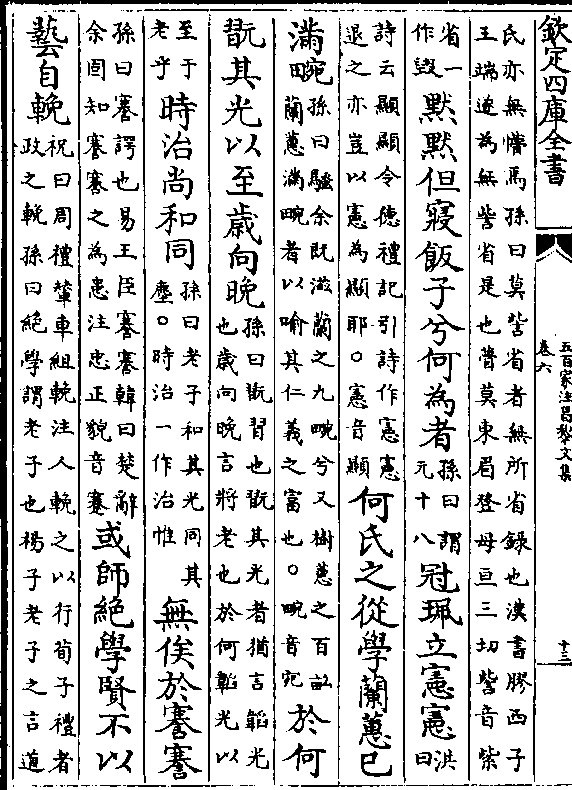 欽定四庫全書
五百家注昌黎文集
卷六
十三
氏亦無懵焉孫曰莫訾省者無所省錄也漢書膠西子
王端遂為無訾省是也瞢莫東眉登母亘三切訾音紫
省一
作毀
默默但寢飯子兮何為者
孫曰謂
元十八
冠珮立憲憲
洪
曰
詩云顯顯令德禮記引詩作憲憲
退之亦豈以憲為顯耶。憲音顯
何氏之從學蘭蕙已
滿畹
孫曰騷余既滋蘭之九畹兮又樹蕙之百畝
蘭蕙滿畹者以喻其仁義之富也。畹音宛
於何
翫其光以至歲向晚
孫曰翫習也翫其光者猶言韜光
也歲向晚言將老也於何韜光以
至于
老乎
時治尚和同
孫曰老子和其光同其
塵。時治一作治惟
無俟於謇謇
孫曰謇諤也易王臣謇謇韓曰楚辭
余固知謇謇之為患注忠正貌音蹇
或師絕學賢不以
藝自輓
祝曰周禮輦車組輓注人輓之以行荀子禮者
政之輓孫曰絕學謂老子也楊子老子之言道